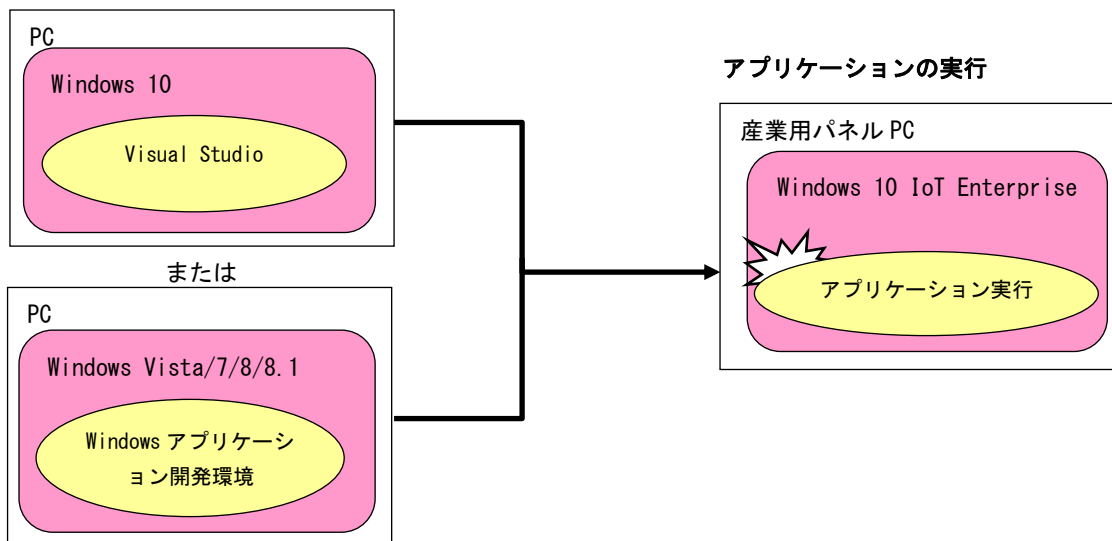 PC
Windows 10
Visual Studio
または
PC
Windows Vista/7/8/8.1
Windows アプリケーシ
ョン開発環境
アプリケーションの実行
産業用パネル PC
Windows 10 IoT Enterprise
アプリケーション実行